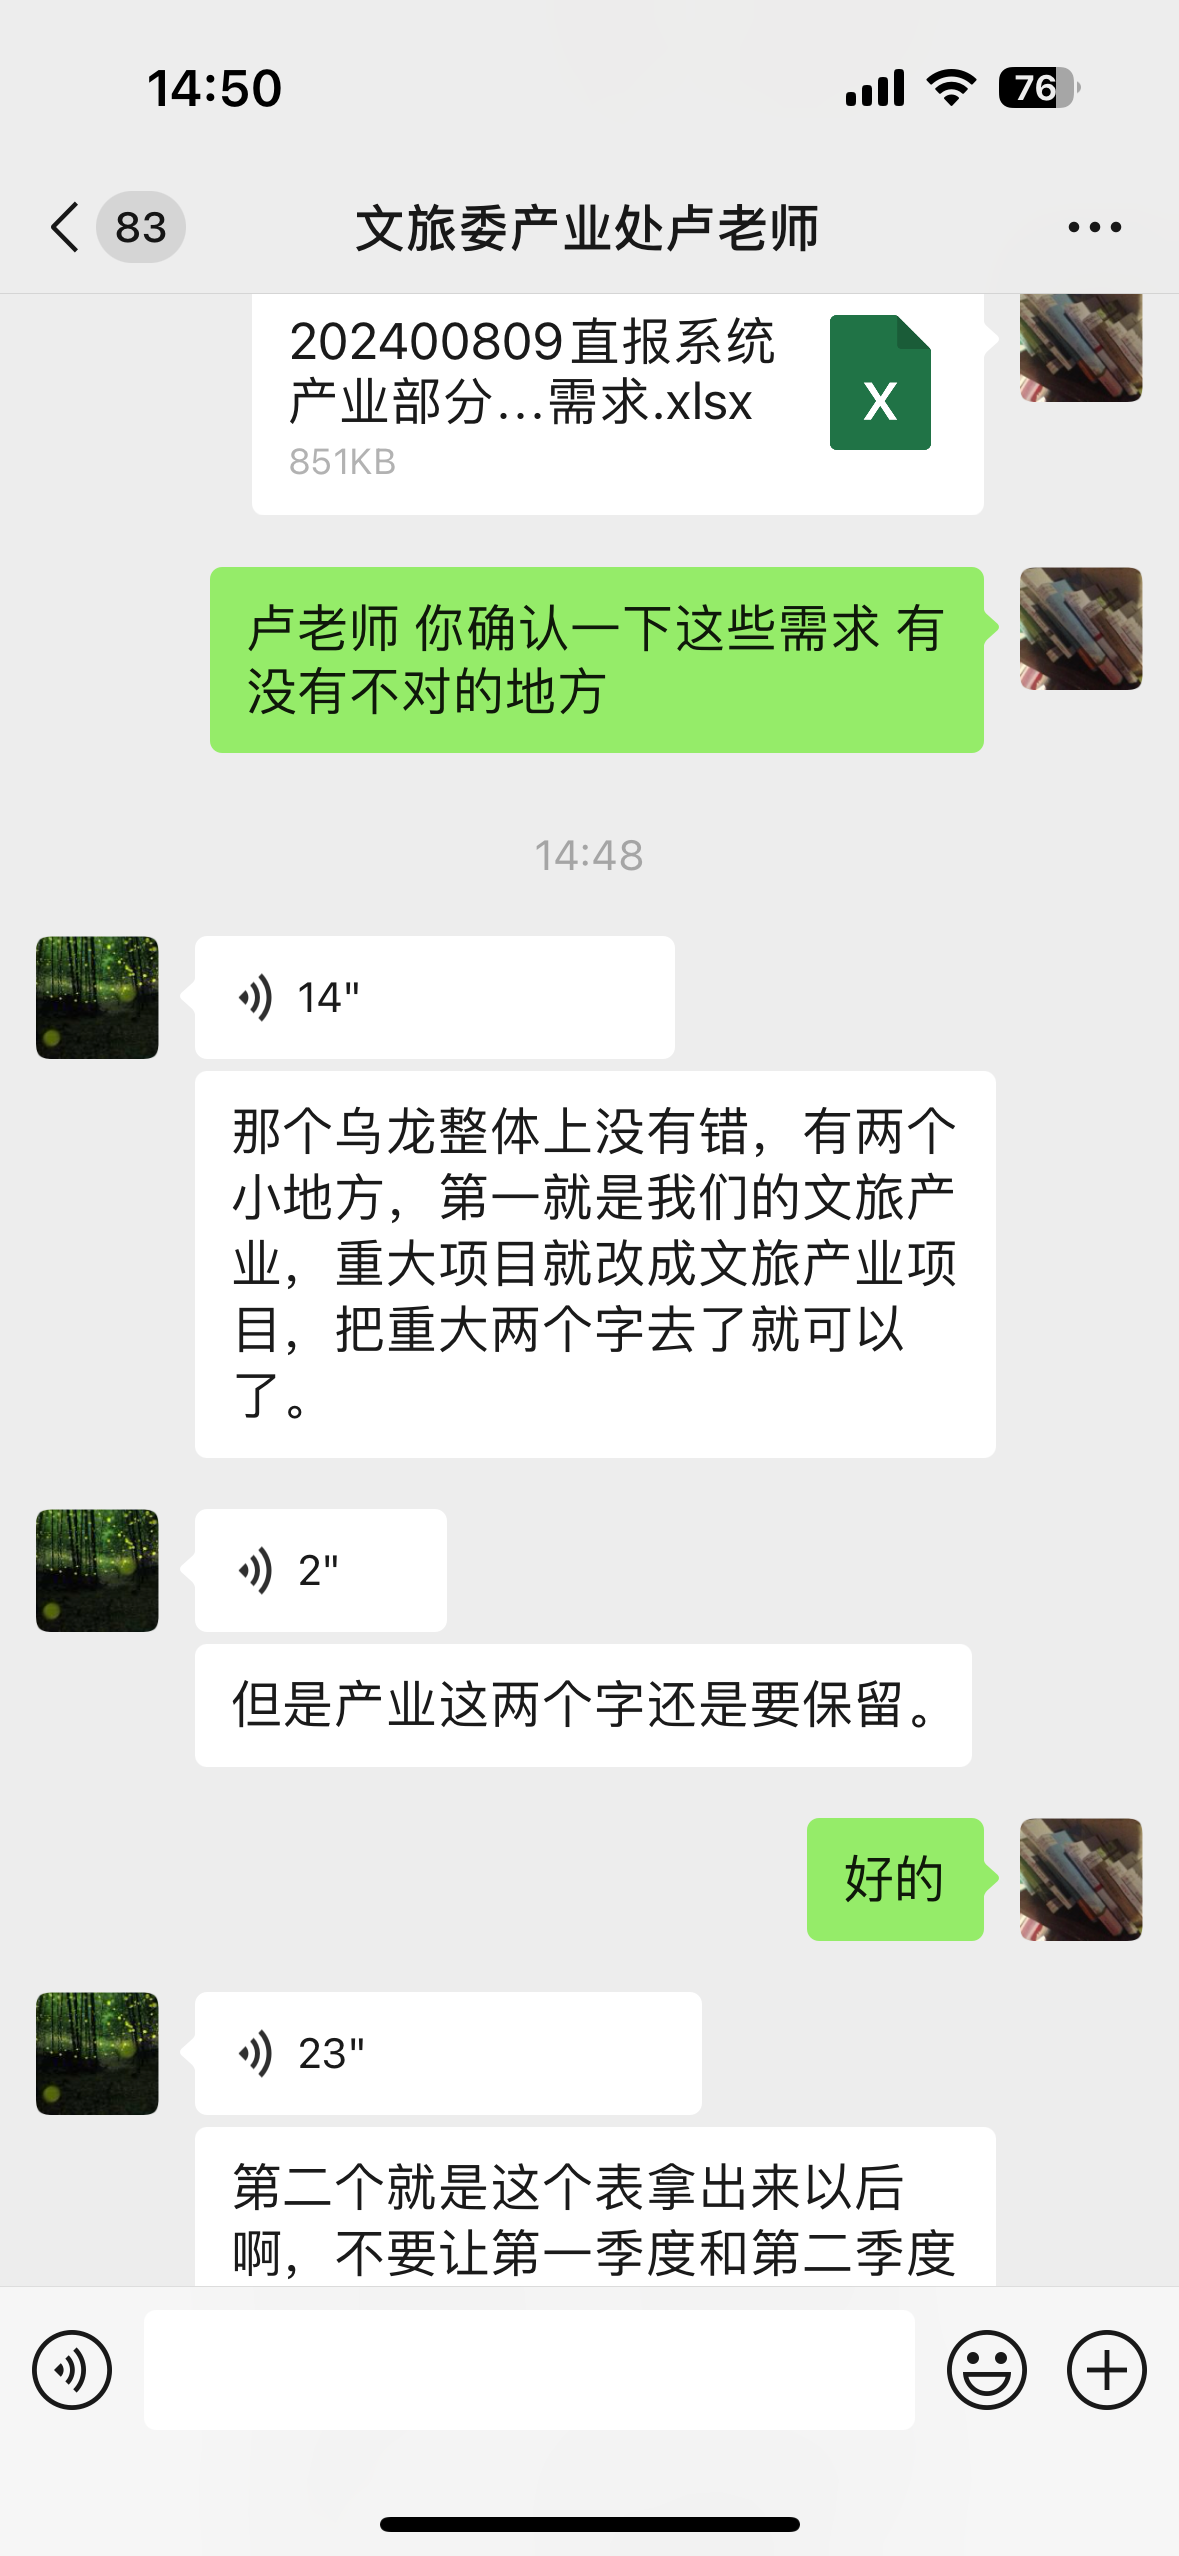 14:50
76
83
文旅委产业处卢老师
202400809直报系统
产业部分...需求.xlsx
X
851KB
卢老师 你确认一下这些需求 有
没有不对的地方
14:48
14"
那个乌龙整体上没有错，有两个
小地方，第一就是我们的文旅产
业，重大项目就改成文旅产业项
目，把重大两个字去了就可以
了。
2"
但是产业这两个字还是要保留。
好的
23"
第二个就是这个表拿出来以后
啊，不要让第一季度和第二季度